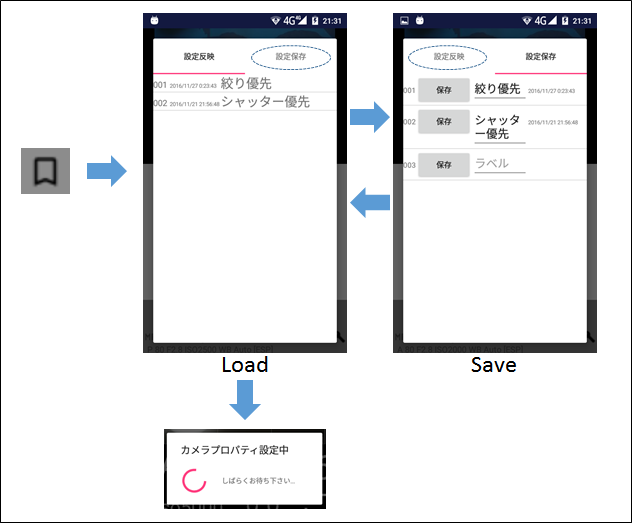 4G 4G 21:31
設定反映 設定保存
001 2016/11/27 0:23:43 絞り優先
002 2016/11/21 21:56:48 シャッター優先
Load
4G 21:31
設定反映 設定保存
001 保存 絞り優先 2016/11/27 0:23:43
002 保存 シャッター優先 2016/11/21 21:56:48
003 保存 ラベル
Save
カメラプロパティ設定中
しばらくお待ち下さい...